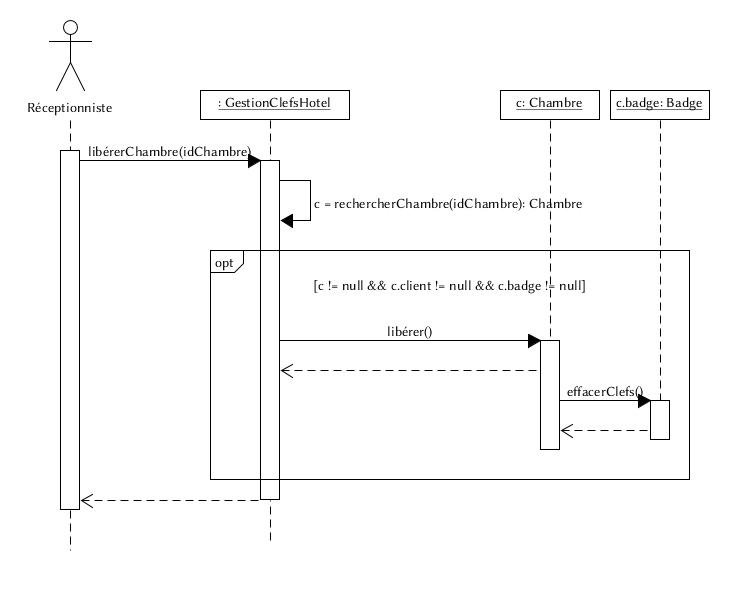 Réceptionniste
: GestionClefsHotel
c: Chambre
c.badge: Badge
libérerChambre(idChambre)
c = rechercherChambre(idChambre): Chambre
opt
[c != null && c.client != null && c.badge != null]
libérer()
effacerClefs()